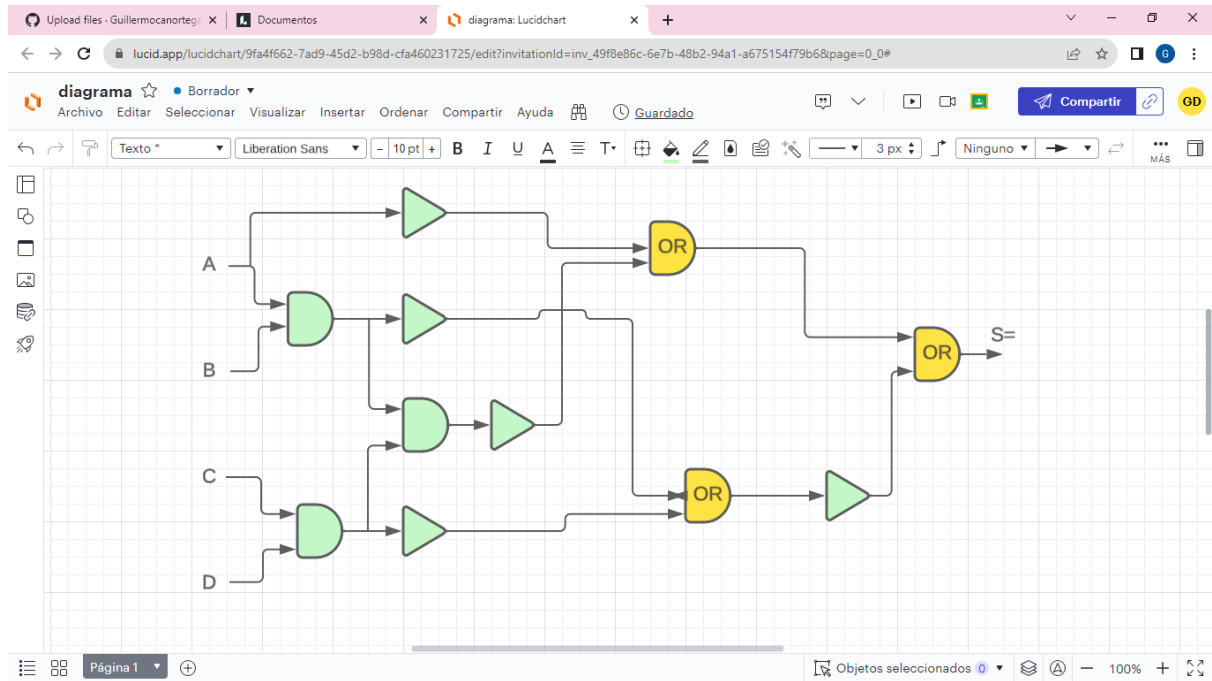 Upload files · Guillermocanortega
Documentos
diagrama: Lucidchart
lucid.app/lucidchart/9fa4f662-7ad9-45d2-b98d-cfa460231725/edit?invitationId=inv_49f8e86c-6e7b-48b2-94a1-a675154f79b6&page=0_0#
G
diagrama
Borrador
Archivo Editar Seleccionar Visualizar Insertar Ordenar Compartir Ayuda
Guardado
Compartir
GD
Texto *
Liberation Sans
- 10 pt +
B I U A T
3 px
Ninguno
MÁS
OR
A
S=
OR
B
C
OR
D
Página 1
Objetos seleccionados 0
100%